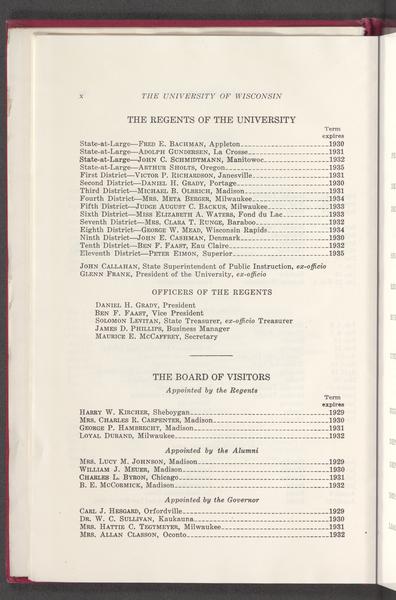 x THE UNIVERSITY OF WISCONSIN
THE REGENTS OF THE UNIVERSITY
Term
expires
State-at-Large—FRED E. BACHMAN, Appleton 1930
State-at-Large—ADOLPH GUNDERSEN, La Crosse 1931
State-at-Large—JOHN C. SCHMIDTMANN, Manitowoc 1932
State-at-Large—ARTHUR SHOLTS, Oregon 1935
First District—VICTOR P. RICHARDSON, Janesville 1931
Second District—DANIEL H. GRADY, Portage 1930
Third District—MICHAEL B. OLBRICH, Madison 1931
Fourth District—MRS. META BERGER, Milwaukee 1934
Fifth District—JUDGE AUGUST C. BACKUS, Milwaukee 1933
Sixth District—MISS ELIZABETH A. WATERS, Fond du Lac 1933
Seventh District—MRS. CLARA T. RUNGE, Baraboo 1932
Eighth District—GEORGE W. MEAD, Wisconsin Rapids 1934
Ninth District—JOHN E. CASHMAN, Denmark 1930
Tenth District—BEN F. FAAST, Eau Claire 1932
Eleventh District—PETER EIMON, Superior 1935
JOHN CALLAHAN, State Superintendent of Public Instruction, ex-officio
GLENN FRANK, President of the University, ex-officio
OFFICERS OF THE REGENTS
DANIEL H. GRADY, President
BEN F. FAAST, Vice President
SOLOMON LEVITAN, State Treasurer, ex-officio Treasurer
JAMES D. PHILLIPS, Business Manager
MAURICE E. MCCAFFREY, Secretary
THE BOARD OF VISITORS
Appointed by the Regents
Term
expires
HARRY W. KIRCHER, Sheboygan 1929
MRS. CHARLES R. CARPENTER, Madison 1930
GEORGE P. HAMBRECHT, Madison 1931
LOYAL DURAND, Milwaukee 1932
Appointed by the Alumni
MRS. LUCY M. JOHNSON, Madison 1929
WILLIAM J. MEUER, Madison 1930
CHARLES L. BYRON, Chicago 1931
B. E. MCCORMICK, Madison 1932
Appointed by the Governor
CARL J. HESGARD, Orfordville 1929
DR. W. C. SULLIVAN, Kaukauna 1930
MRS. HATTIE C. TEGTMEYER, Milwaukee 1931
MRS. ALLAN CLASSON, Oconto 1932